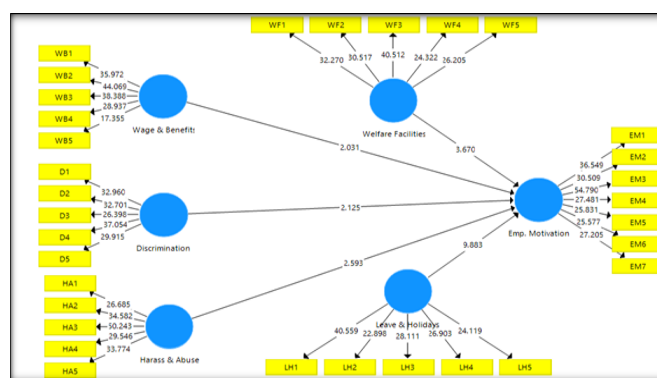 WF1 WF2 WF3 WF4 WF5
32.270 30.517 40.512 24.322 26.205
Welfare Facilities
WB1
WB2
WB3
WB4
WB5
35.972
44.069
38.388
28.937
17.355
Wage & Benefits
2.031
3.670
D1
D2
D3
D4
D5
32.960
32.701
26.398
37.054
29.915
Discrimination
2.125
HA1
HA2
HA3
HA4
HA5
26.685
34.582
50.243
29.546
33.774
Harass & Abuse
2.593
9.883
Leave & Holidays
40.559 22.898 28.111 26.903 24.119
LH1 LH2 LH3 LH4 LH5
Emp. Motivation
36.549
30.509
54.790
27.481
25.831
25.577
27.205
EM1
EM2
EM3
EM4
EM5
EM6
EM7